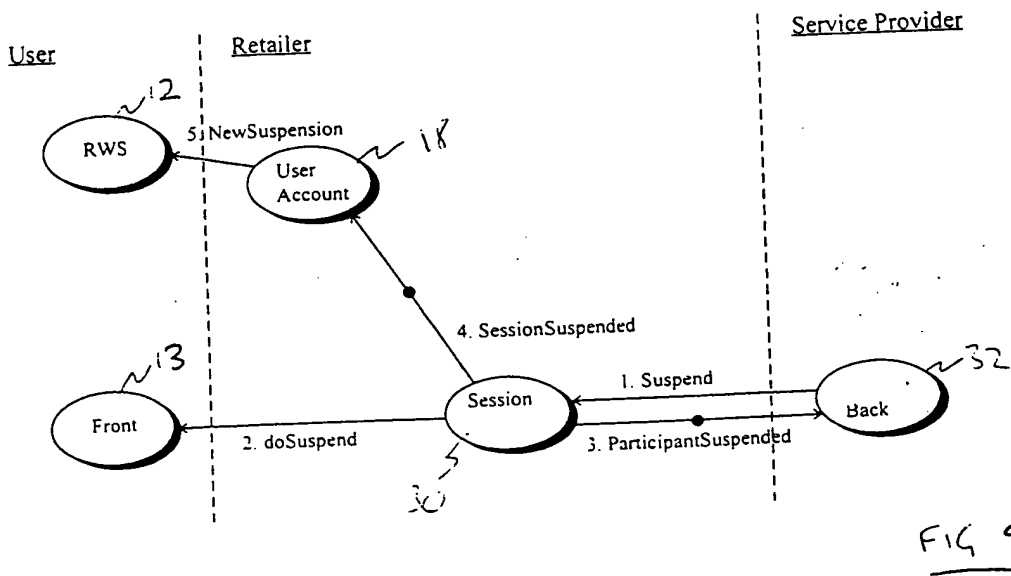 User
Retailer
Service Provider
12
RWS
5. NewSuspension
18
User
Account
4. SessionSuspended
13
Front
2. doSuspend
Session
30
1. Suspend
3. ParticipantSuspended
Back
32
FIG